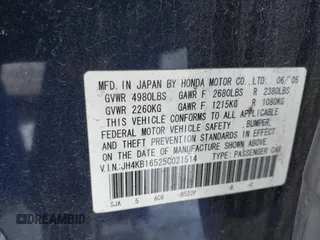 MFD. IN JAPAN BY HONDA MOTOR CO., LTD. 06/05
GVWR 4980LBS GAWR F 2680LBS R 2380LBS
GVWR 2260KG GAWR F 1215KG R 1080KG
THIS VEHICLE CONFORMS TO ALL APPLICABLE
FEDERAL MOTOR VEHICLE SAFETY BUMPER,
AND THEFT PREVENTION STANDARDS IN EFFECT
ON THE DATE OF MANUFACTURE SHOWN ABOVE.
V.I.N.:JH4KB16525C021514 TYPE: PASSENGER CAR
SJA 5 AC6
AUTOBIDMASTER